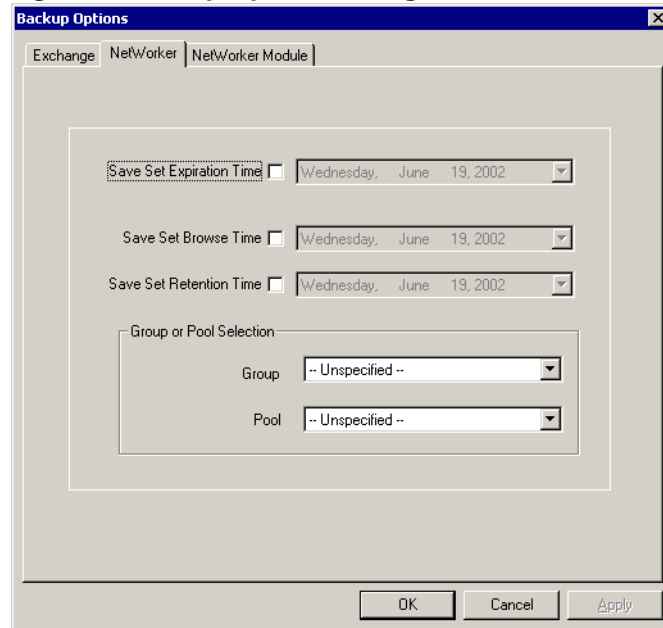 Backup Options
Exchange NetWorker NetWorker Module
Save Set Expiration Time Wednesday, June 19, 2002
Save Set Browse Time Wednesday, June 19, 2002
Save Set Retention Time Wednesday, June 19, 2002
Group or Pool Selection
Group -- Unspecified --
Pool -- Unspecified --
OK Cancel Apply